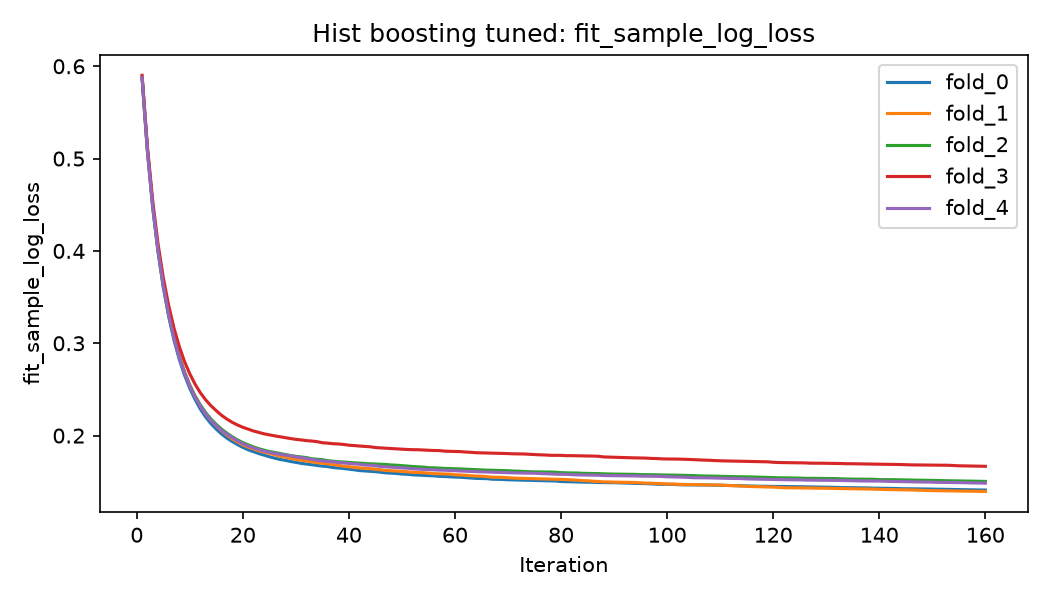 Hist boosting tuned: fit_sample_log_loss
fit_sample_log_loss
0.6
0.5
0.4
0.3
0.2
fold_0
fold_1
fold_2
fold_3
fold_4
0 20 40 60 80 100 120 140 160
Iteration